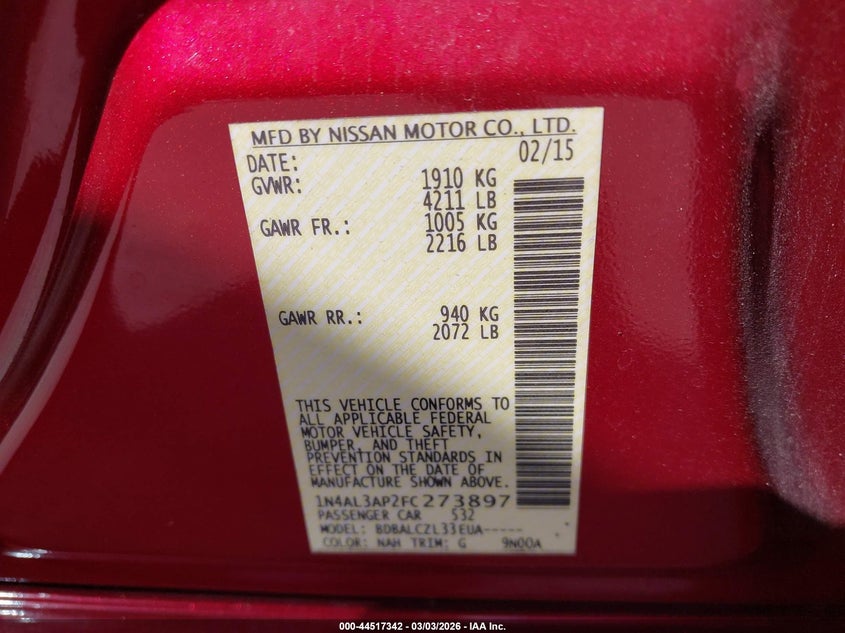 MFD BY NISSAN MOTOR CO., LTD.
DATE: 02/15
GVWR: 1910 KG
4211 LB
GAWR FR.: 1005 KG
2216 LB
GAWR RR.: 940 KG
2072 LB
THIS VEHICLE CONFORMS TO
ALL APPLICABLE FEDERAL
MOTOR VEHICLE SAFETY,
BUMPER, AND THEFT
PREVENTION STANDARDS IN
EFFECT ON THE DATE OF
MANUFACTURE SHOWN ABOVE.
1N4AL3AP2FC273897
PASSENGER CAR 532
MODEL: BDBALCZL33EUA-----
COLOR: NAH TRIM: G 9N00A
000-44517342 / 03/03/2026 - IAA Inc.